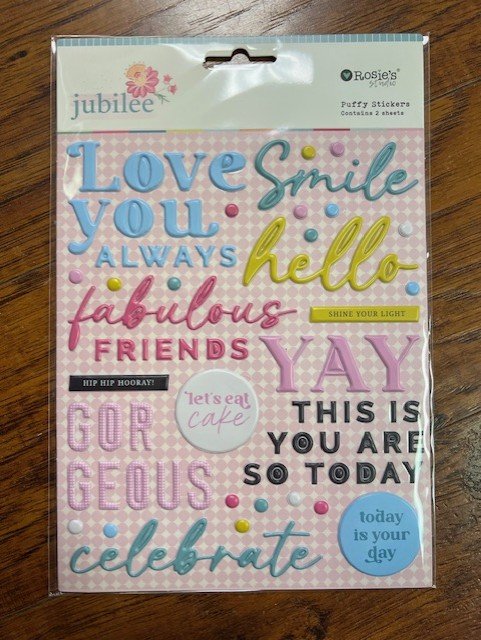 jubilee
Rosie's
studio
Puffy Stickers
Contains 2 sheets
Love
you
ALWAYS
Smile
hello
fabulous
FRIENDS
SHINE YOUR LIGHT
YAY
HIP HIP HOORAY!
let's eat
cake
THIS IS
YOU ARE
SO TODAY
GOR
GEOUS
celebrate
today
is your
day